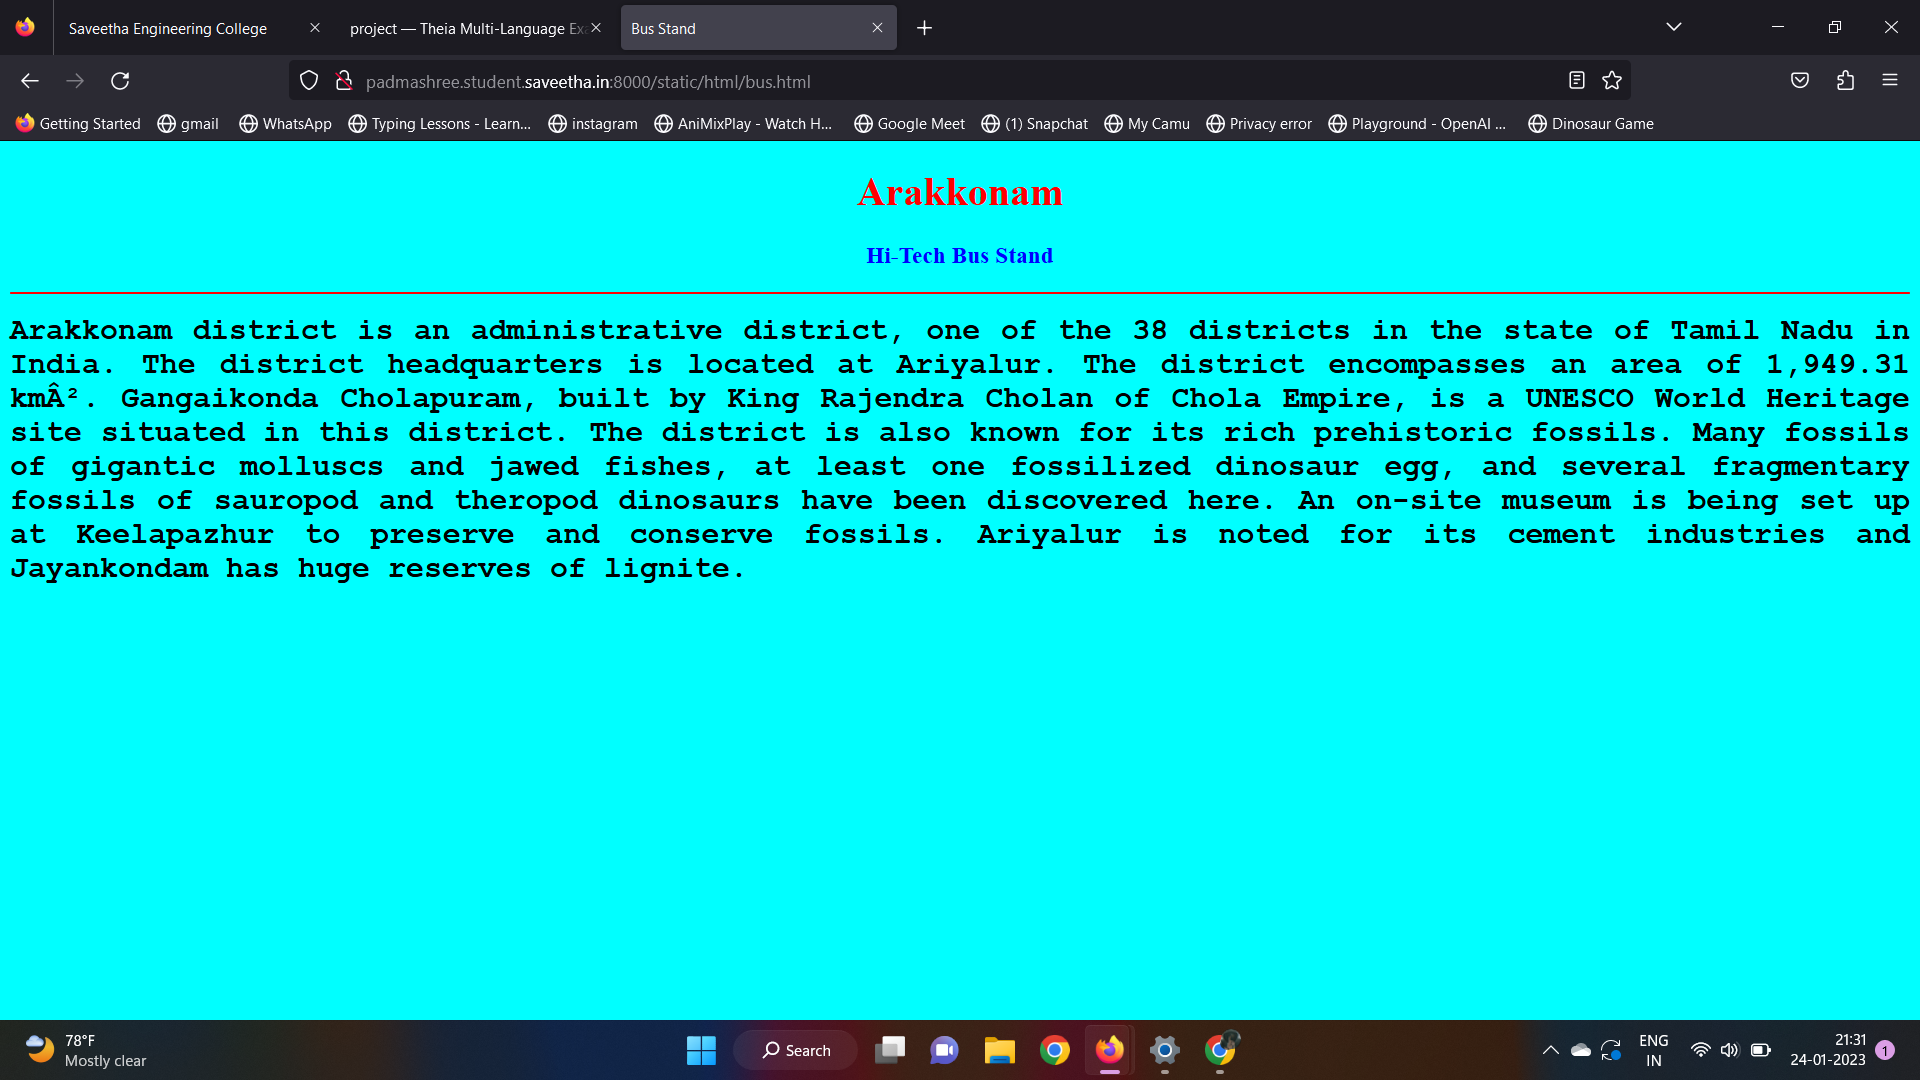 Saveetha Engineering College
project — Theia Multi-Language Ex
Bus Stand
padmashree.student.saveetha.in:8000/static/html/bus.html
Getting Started gmail WhatsApp Typing Lessons - Learn... instagram AniMixPlay - Watch H... Google Meet (1) Snapchat My Camu Privacy error Playground - OpenAI ... Dinosaur Game
Arakkonam
Hi-Tech Bus Stand
Arakkonam district is an administrative district, one of the 38 districts in the state of Tamil Nadu in
India. The district headquarters is located at Ariyalur. The district encompasses an area of 1,949.31
kmÂ². Gangaikonda Cholapuram, built by King Rajendra Cholan of Chola Empire, is a UNESCO World Heritage
site situated in this district. The district is also known for its rich prehistoric fossils. Many fossils
of gigantic molluscs and jawed fishes, at least one fossilized dinosaur egg, and several fragmentary
fossils of sauropod and theropod dinosaurs have been discovered here. An on-site museum is being set up
at Keelapazhur to preserve and conserve fossils. Ariyalur is noted for its cement industries and
Jayankondam has huge reserves of lignite.
78°F
Mostly clear
Search
ENG
IN
21:31
24-01-2023
1